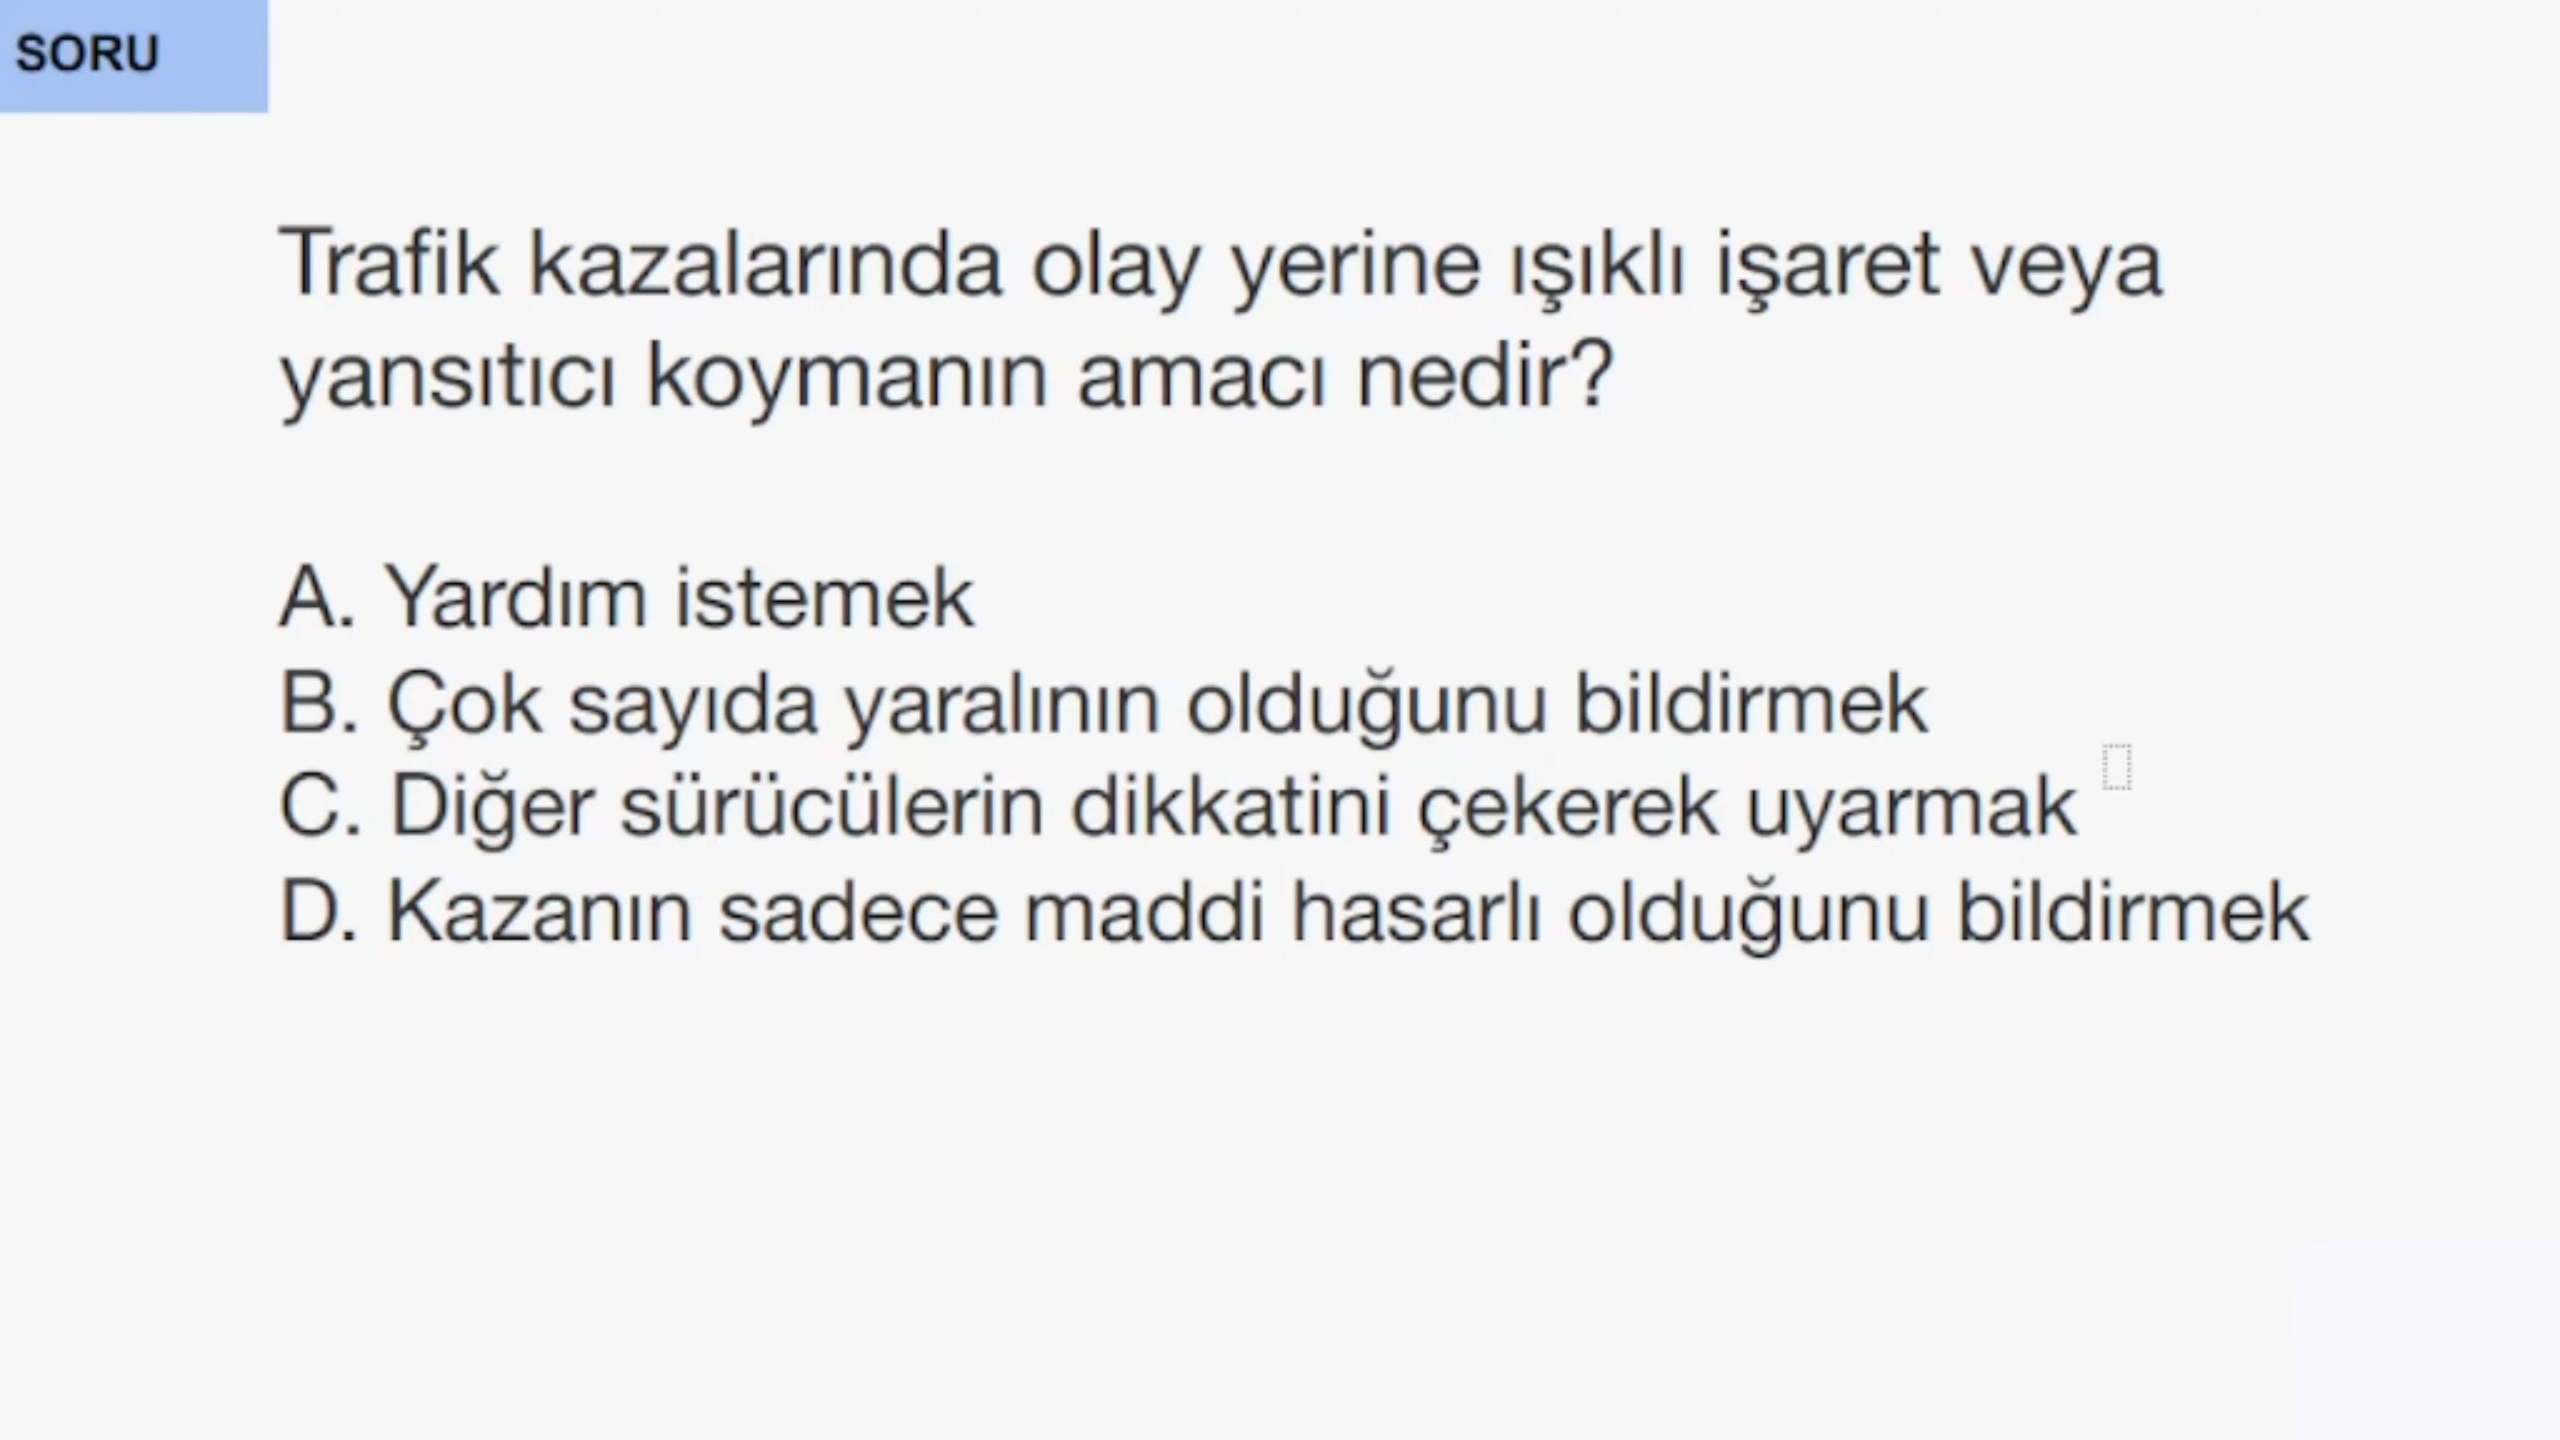 SORU
Trafik kazalarında olay yerine ışıklı işaret veya
yansıtıcı koymanın amacı nedir?
A. Yardım istemek
B. Çok sayıda yaralının olduğunu bildirmek
C. Diğer sürücülerin dikkatini çekerek uyarmak
D. Kazanın sadece maddi hasarlı olduğunu bildirmek